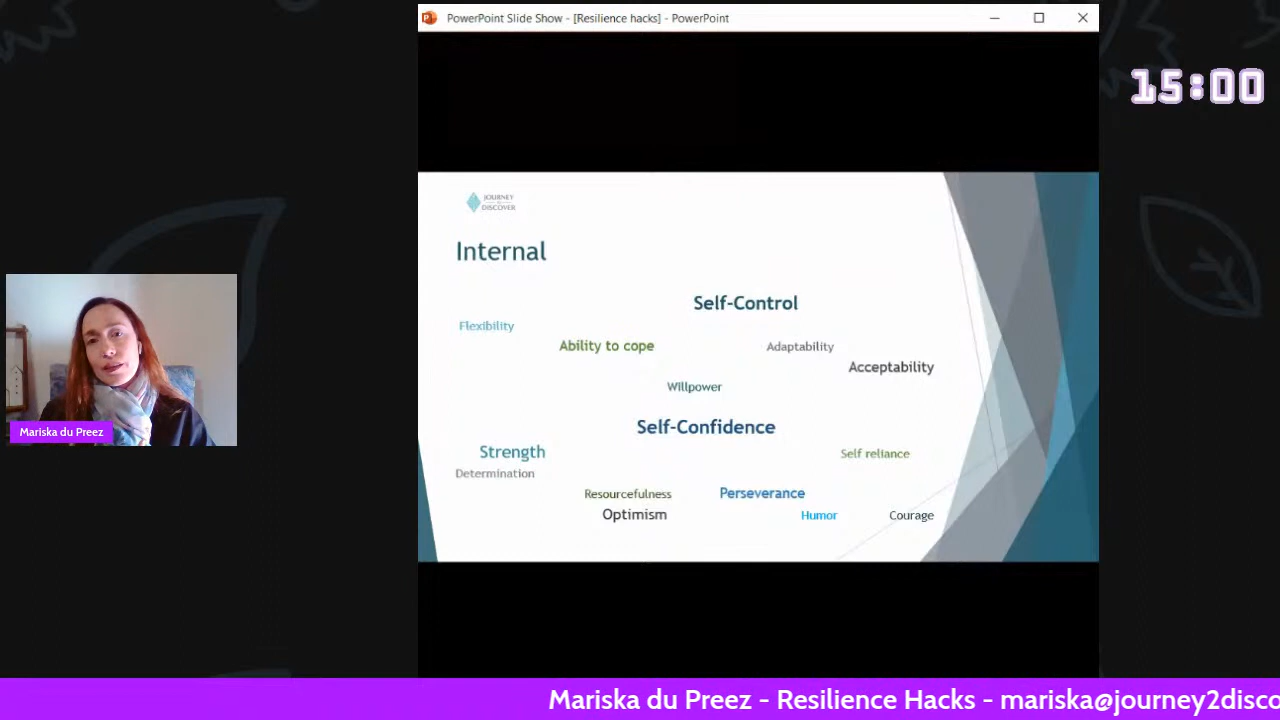 PowerPoint Slide Show - [Resilience hacks] - PowerPoint
15:00
JOURNEY
DISCOVER
Internal
Self-Control
Flexibility
Ability to cope
Adaptability
Acceptability
Willpower
Self-Confidence
Strength
Self reliance
Determination
Resourcefulness
Perseverance
Optimism
Humor
Courage
Mariska du Preez
Mariska du Preez - Resilience Hacks - mariska@journey2disco